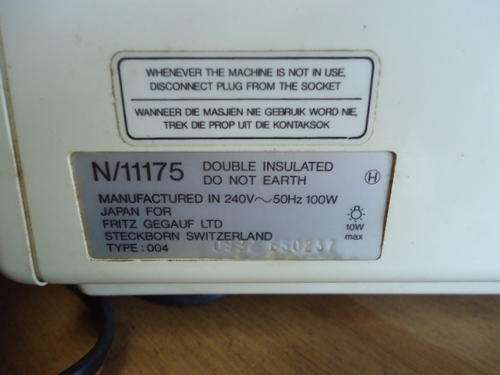 WHENEVER THE MACHINE IS NOT IN USE,
DISCONNECT PLUG FROM THE SOCKET
WANNEER DIE MASJIEN NIE GEBRUIK WORD NIE,
TREK DIE PROP UIT DIE KONTAKSOK
N/11175 DOUBLE INSULATED
DO NOT EARTH
H
MANUFACTURED IN 240V~50Hz 100W
JAPAN FOR
FRITZ GEGAUF LTD
STECKBORN SWITZERLAND
TYPE : 004
10W
max